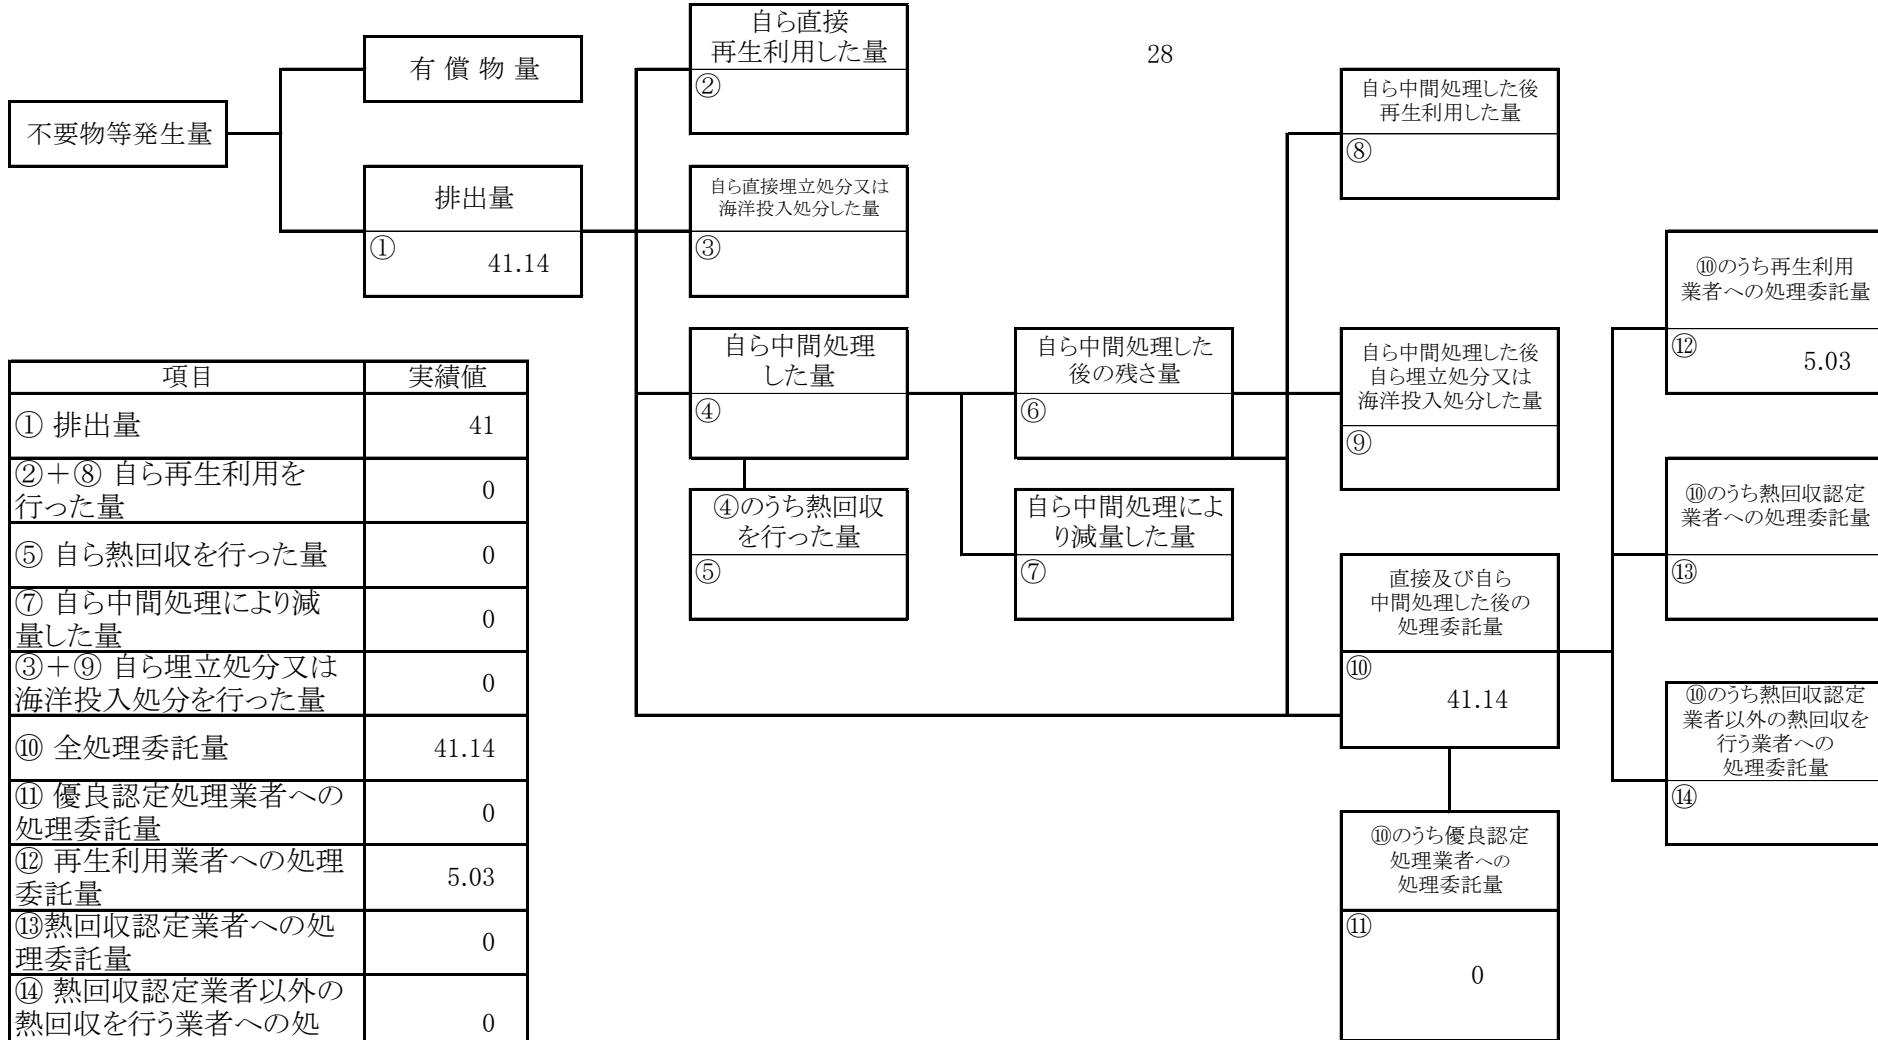 28
不要物等発生量
有 償 物 量
排出量
①
41.14
自ら直接
再生利用した量
②
自ら直接埋立処分又は
海洋投入処分した量
③
自ら中間処理
した量
④
④のうち熱回収
を行った量
⑤
自ら中間処理した
後の残さ量
⑥
自ら中間処理によ
り減量した量
⑦
自ら中間処理した後
再生利用した量
⑧
自ら中間処理した後
自ら埋立処分又は
海洋投入処分した量
⑨
直接及び自ら
中間処理した後の
処理委託量
⑩
41.14
⑩のうち優良認定
処理業者への
処理委託量
⑪
0
⑩のうち再生利用
業者への処理委託量
⑫
5.03
⑩のうち熱回収認定
業者への処理委託量
⑬
⑩のうち熱回収認定
業者以外の熱回収を
行う業者への
処理委託量
⑭
項目 実績値
① 排出量 41
②+⑧ 自ら再生利用を
行った量 0
⑤ 自ら熱回収を行った量 0
⑦ 自ら中間処理により減
量した量 0
③+⑨ 自ら埋立処分又は
海洋投入処分を行った量 0
⑩ 全処理委託量 41.14
⑪ 優良認定処理業者への
処理委託量 0
⑫ 再生利用業者への処理
委託量 5.03
⑬熱回収認定業者への処
理委託量 0
⑭ 熱回収認定業者以外の
熱回収を行う業者への処 0